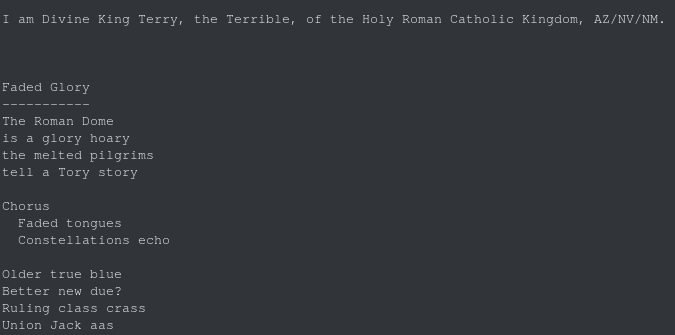 I am Divine King Terry, the Terrible, of the Holy Roman Catholic Kingdom, AZ/NV/NM.
Faded Glory
-----------
The Roman Dome
is a glory hoary
the melted pilgrims
tell a Tory story
Chorus
Faded tongues
Constellations echo
Older true blue
Better new due?
Ruling class crass
Union Jack aas